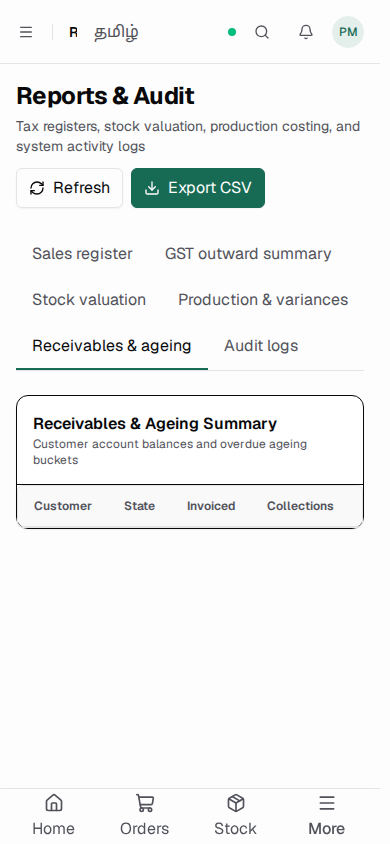 R தமிழ் PM
Reports & Audit
Tax registers, stock valuation, production costing, and
system activity logs
Refresh Export CSV
Sales register GST outward summary
Stock valuation Production & variances
Receivables & ageing Audit logs
Receivables & Ageing Summary
Customer account balances and overdue ageing
buckets
Customer State Invoiced Collections
Home Orders Stock More